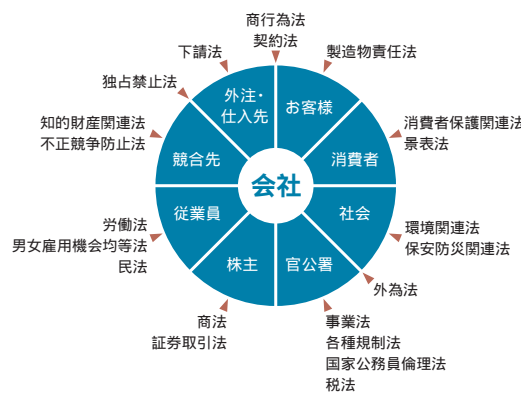 商行為法
契約法
下請法
製造物責任法
独占禁止法
外注・
仕入先
お客様
知的財産関連法
不正競争防止法
消費者保護関連法
景表法
競合先
消費者
会社
従業員
社会
労働法
男女雇用機会均等法
民法
環境関連法
保安防災関連法
株主
官公署
外為法
商法
証券取引法
事業法
各種規制法
国家公務員倫理法
税法